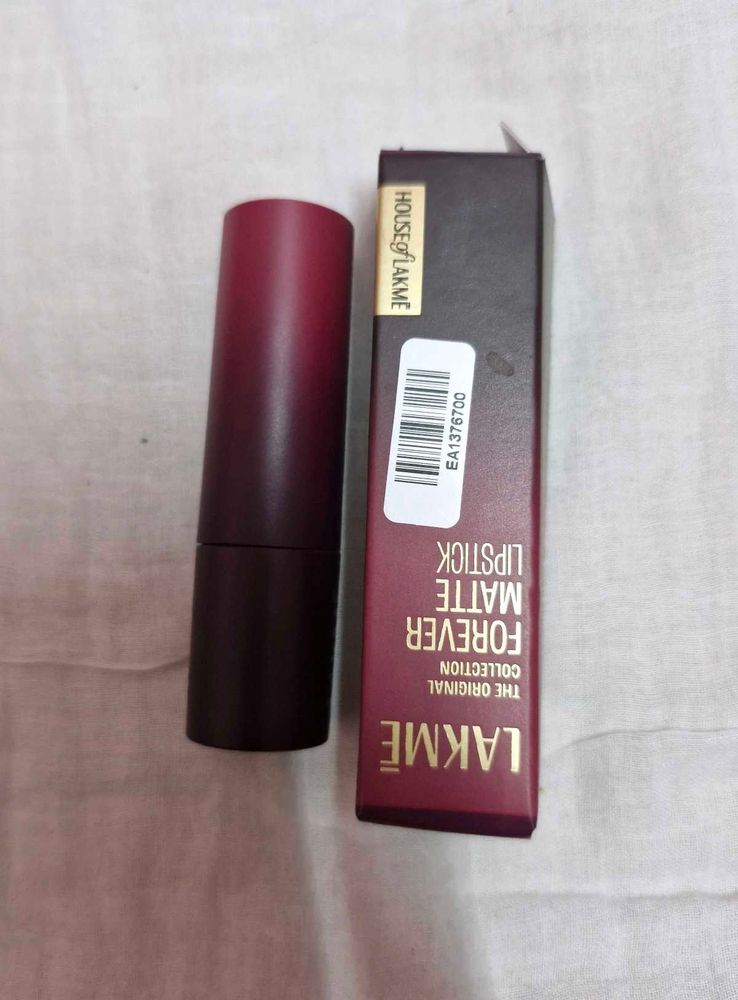 LAKMĒ
THE ORIGINAL
COLLECTION
FOREVER
MATTE
LIPSTICK
EA1376700
HOUSE of LAKMĒ